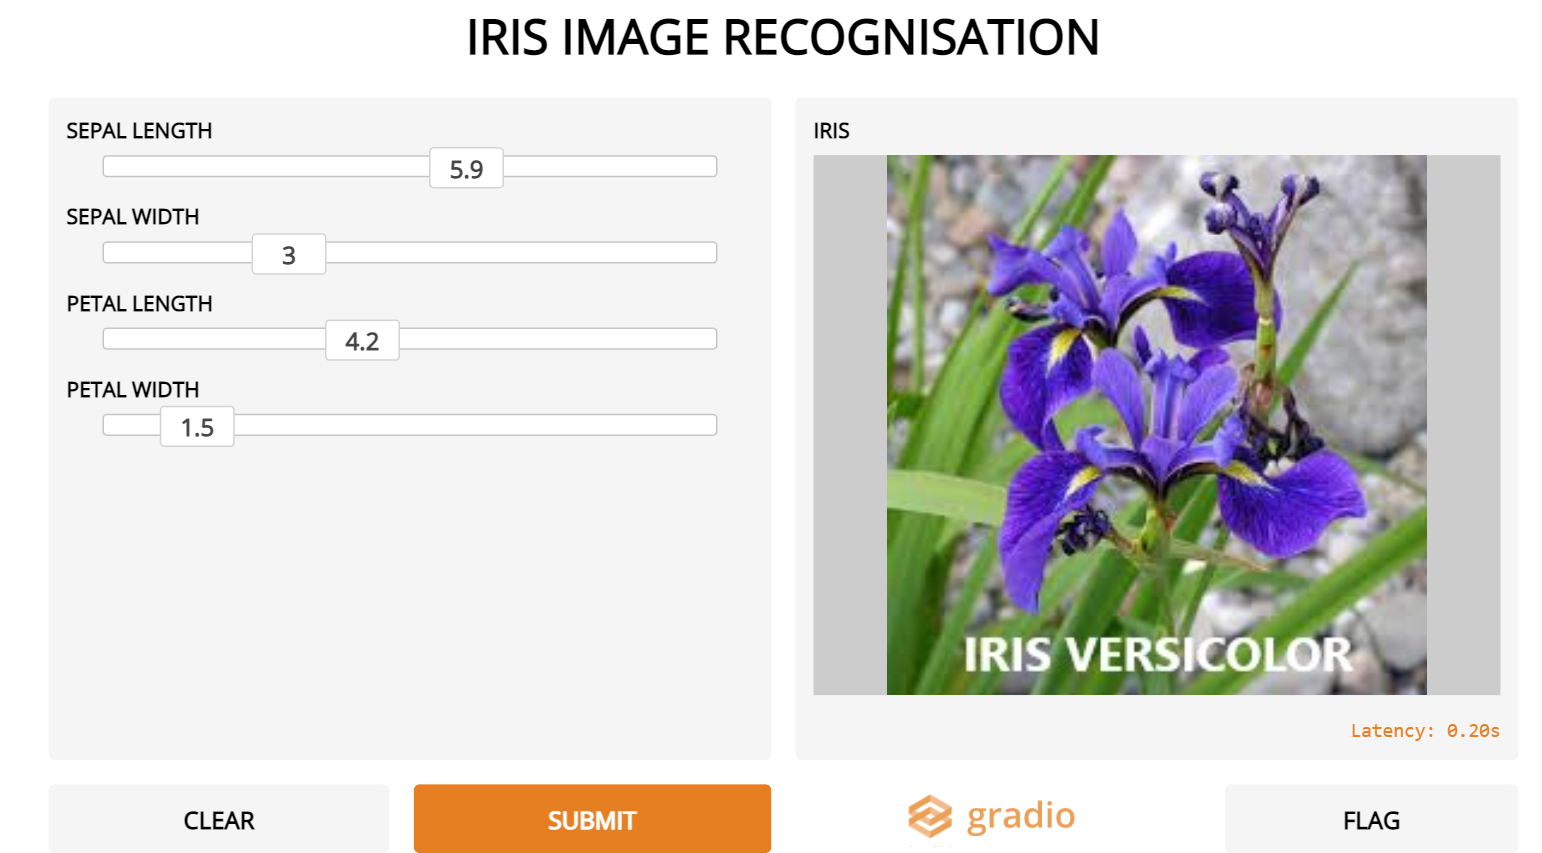 IRIS IMAGE RECOGNISATION
SEPAL LENGTH
5.9
SEPAL WIDTH
3
PETAL LENGTH
4.2
PETAL WIDTH
1.5
IRIS
IRIS VERSICOLOR
Latency: 0.20s
CLEAR
SUBMIT
gradio
FLAG